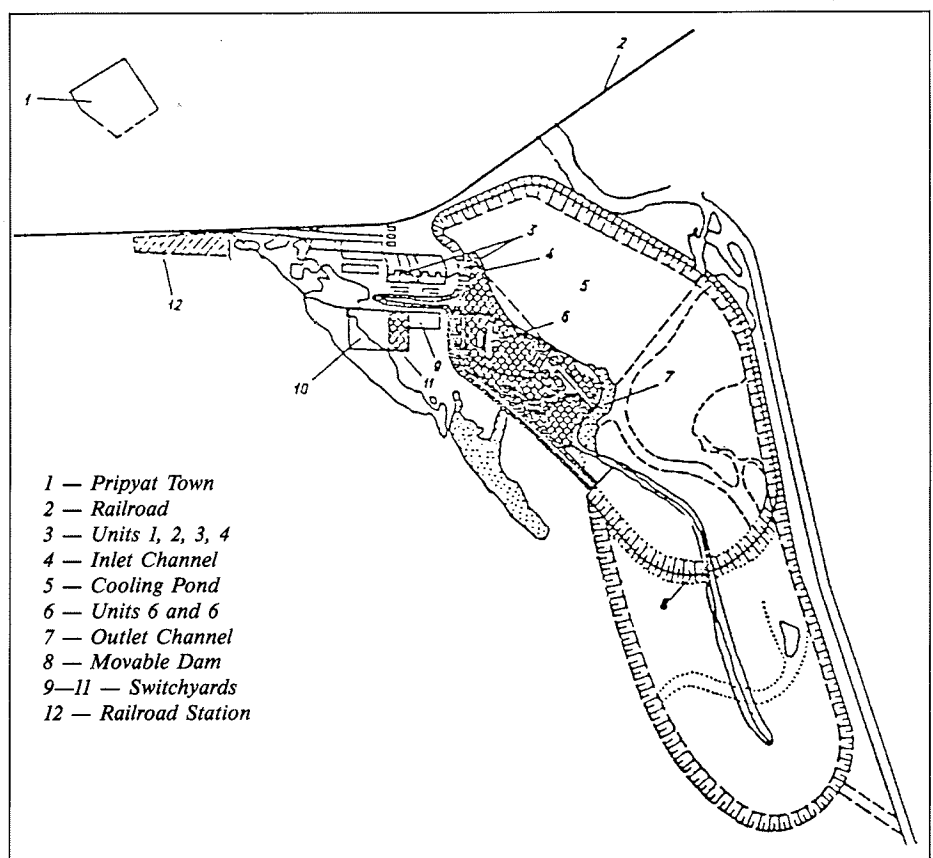 2
1
3
4
5
12
6
9
7
10
11
8
1 — Pripyat Town
2 — Railroad
3 — Units 1, 2, 3, 4
4 — Inlet Channel
5 — Cooling Pond
6 — Units 6 and 6
7 — Outlet Channel
8 — Movable Dam
9—11 — Switchyards
12 — Railroad Station